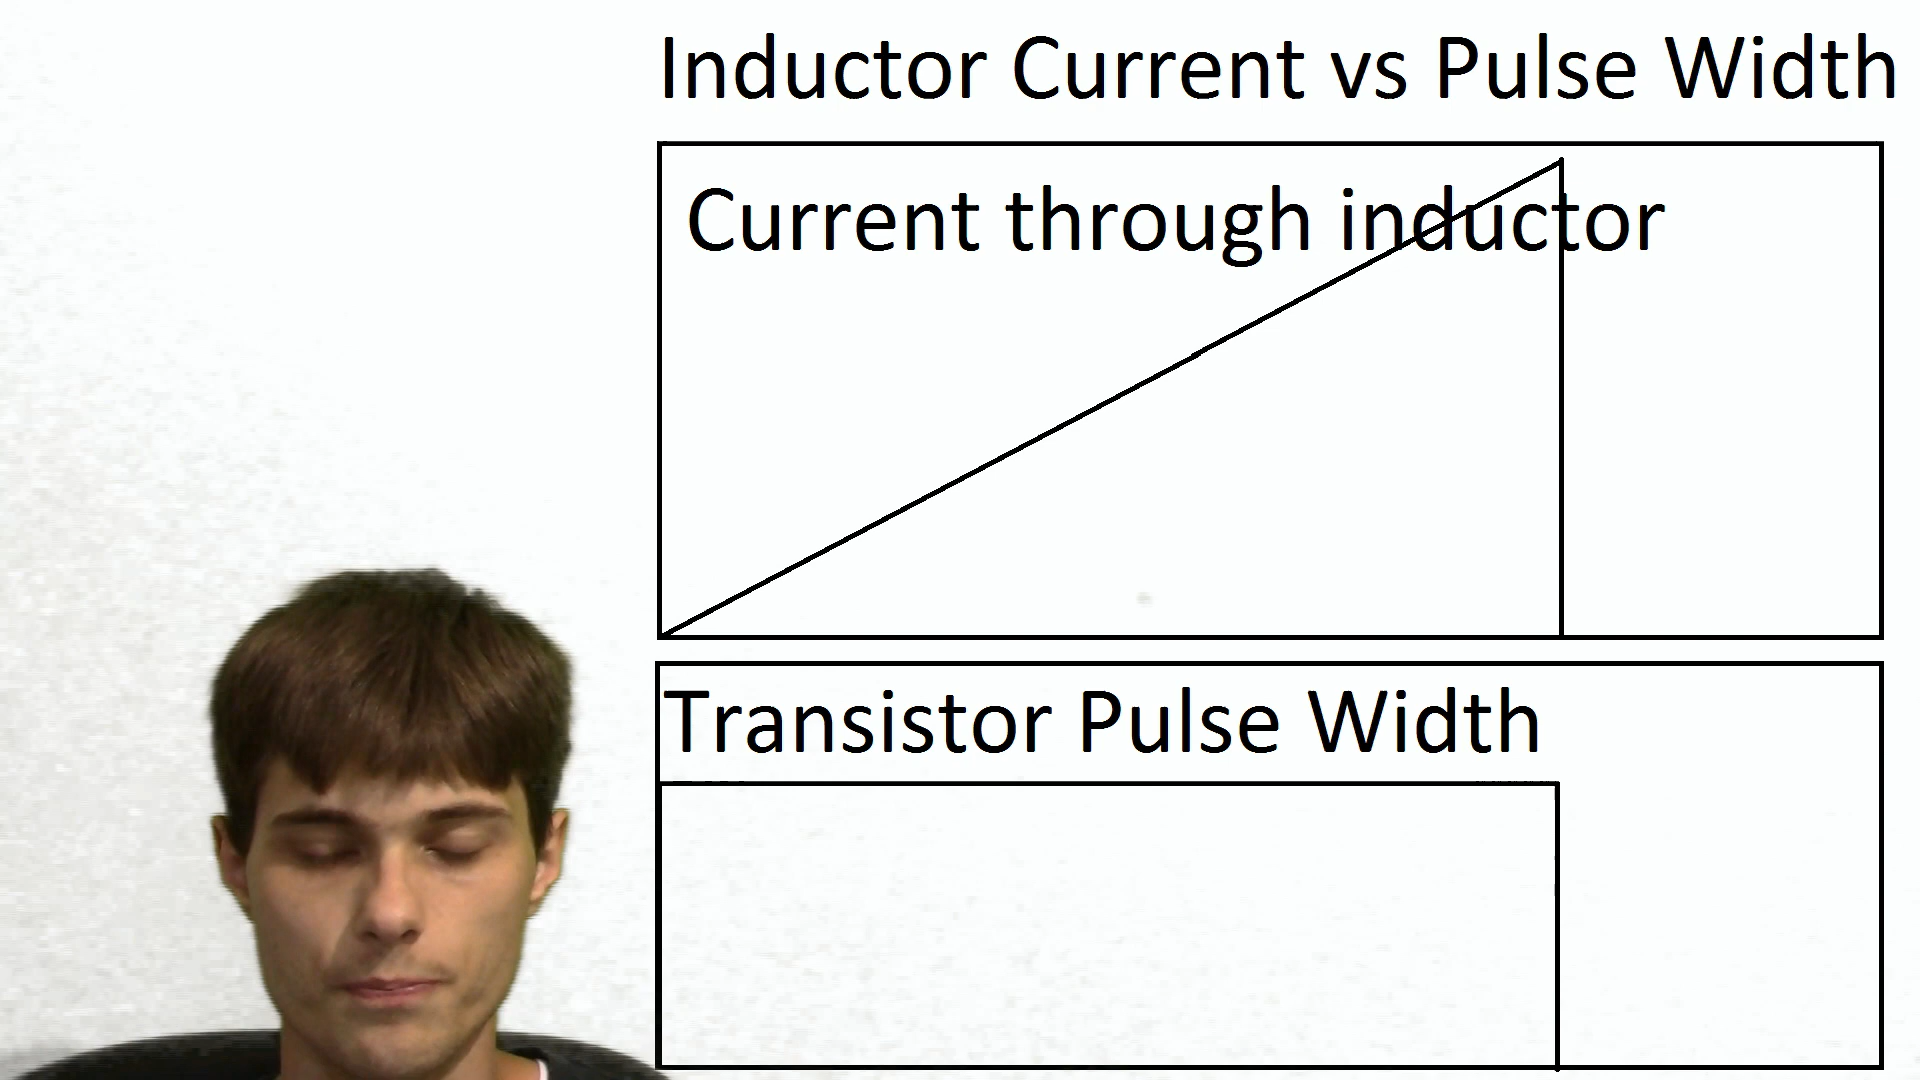 Inductor Current vs Pulse Width
Current through inductor
Transistor Pulse Width